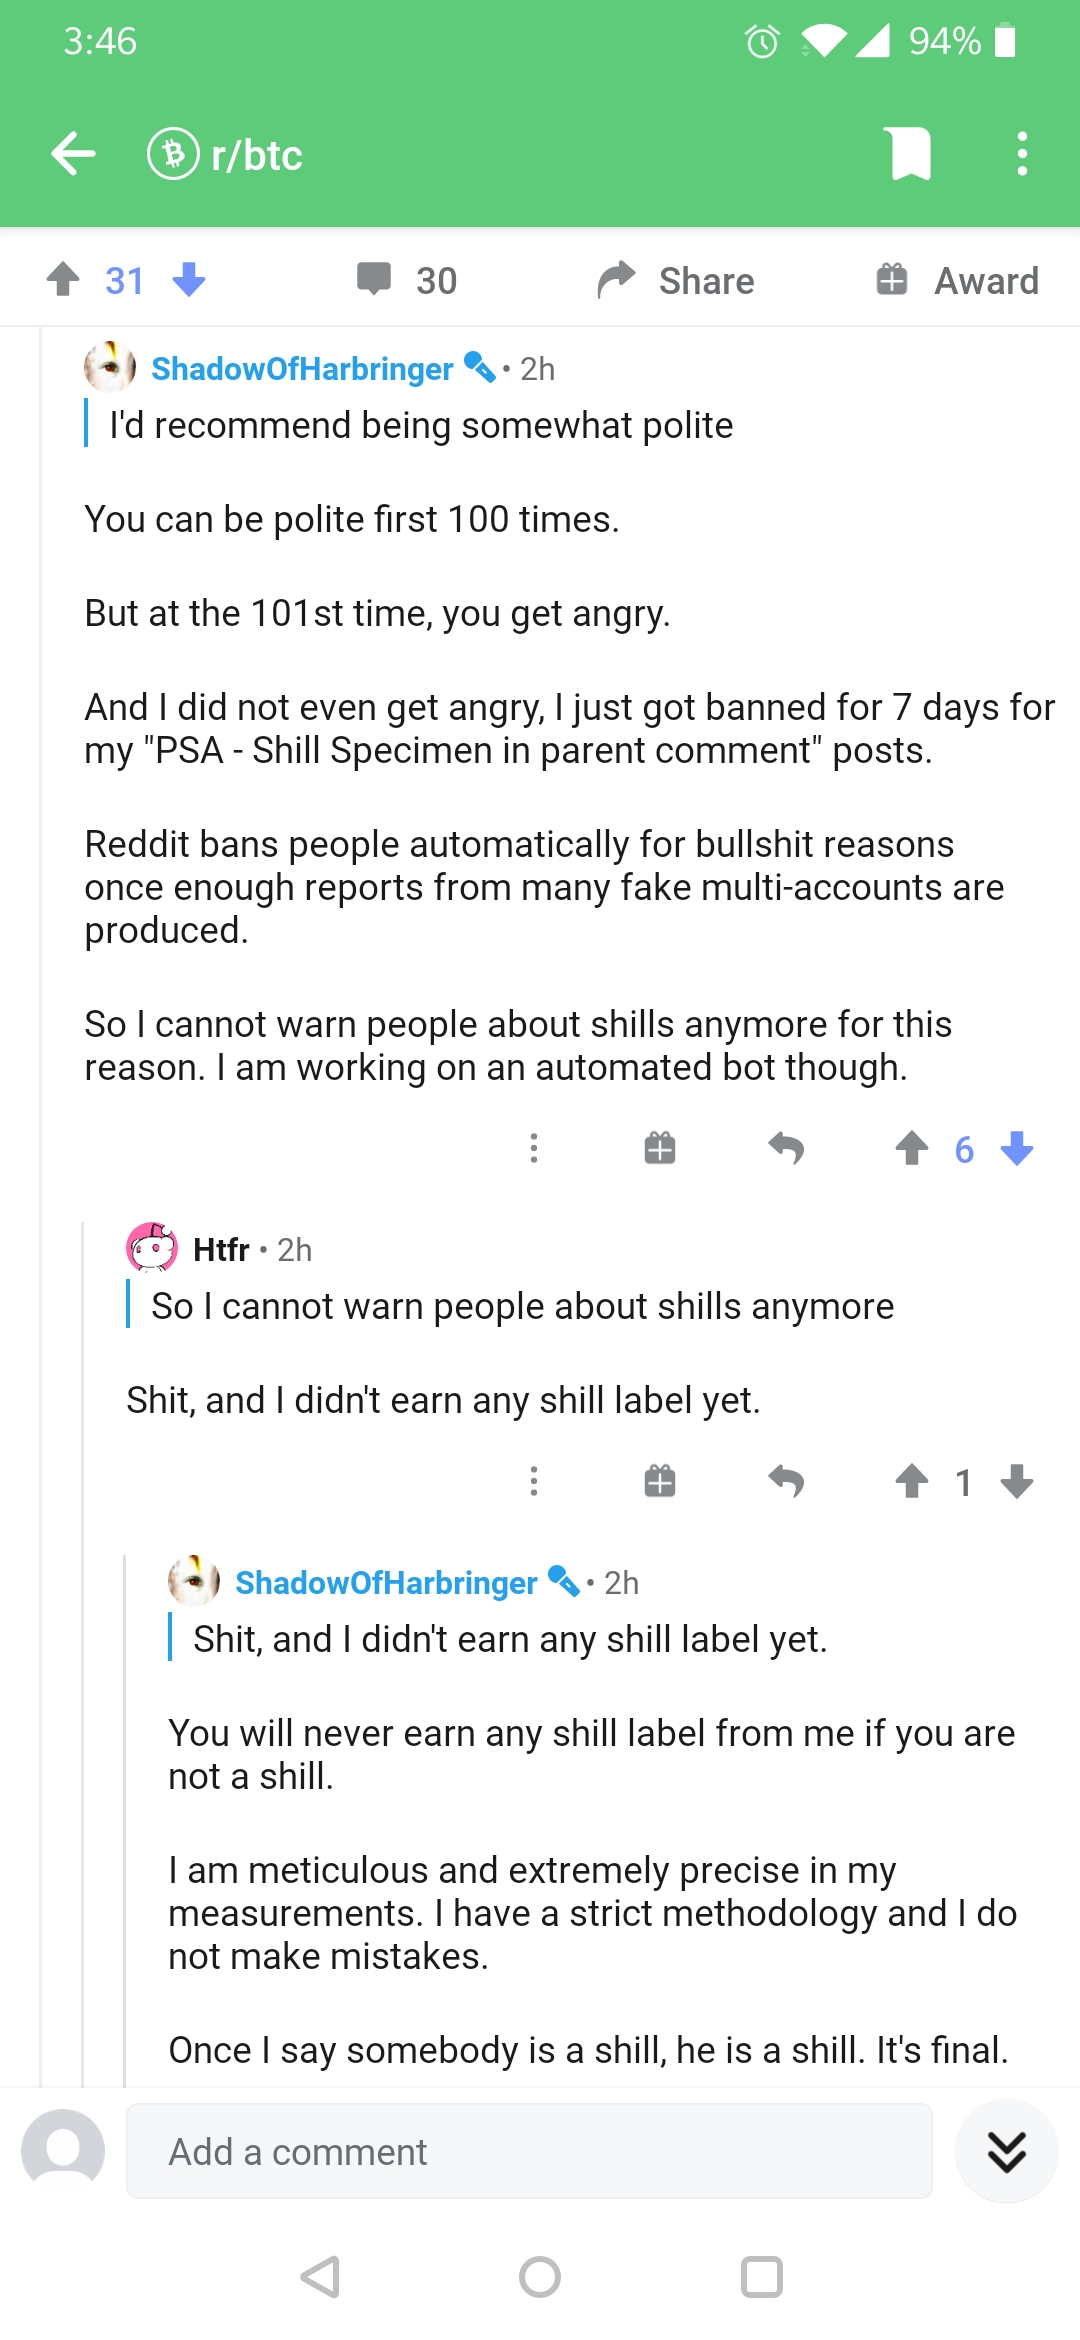 3:46
94%
r/btc
31
30
Share
Award
ShadowOfHarbringer • 2h
I'd recommend being somewhat polite
You can be polite first 100 times.
But at the 101st time, you get angry.
And I did not even get angry, I just got banned for 7 days for
my "PSA - Shill Specimen in parent comment" posts.
Reddit bans people automatically for bullshit reasons
once enough reports from many fake multi-accounts are
produced.
So I cannot warn people about shills anymore for this
reason. I am working on an automated bot though.
6
Htfr • 2h
So I cannot warn people about shills anymore
Shit, and I didn't earn any shill label yet.
1
ShadowOfHarbringer • 2h
Shit, and I didn't earn any shill label yet.
You will never earn any shill label from me if you are
not a shill.
I am meticulous and extremely precise in my
measurements. I have a strict methodology and I do
not make mistakes.
Once I say somebody is a shill, he is a shill. It's final.
Add a comment